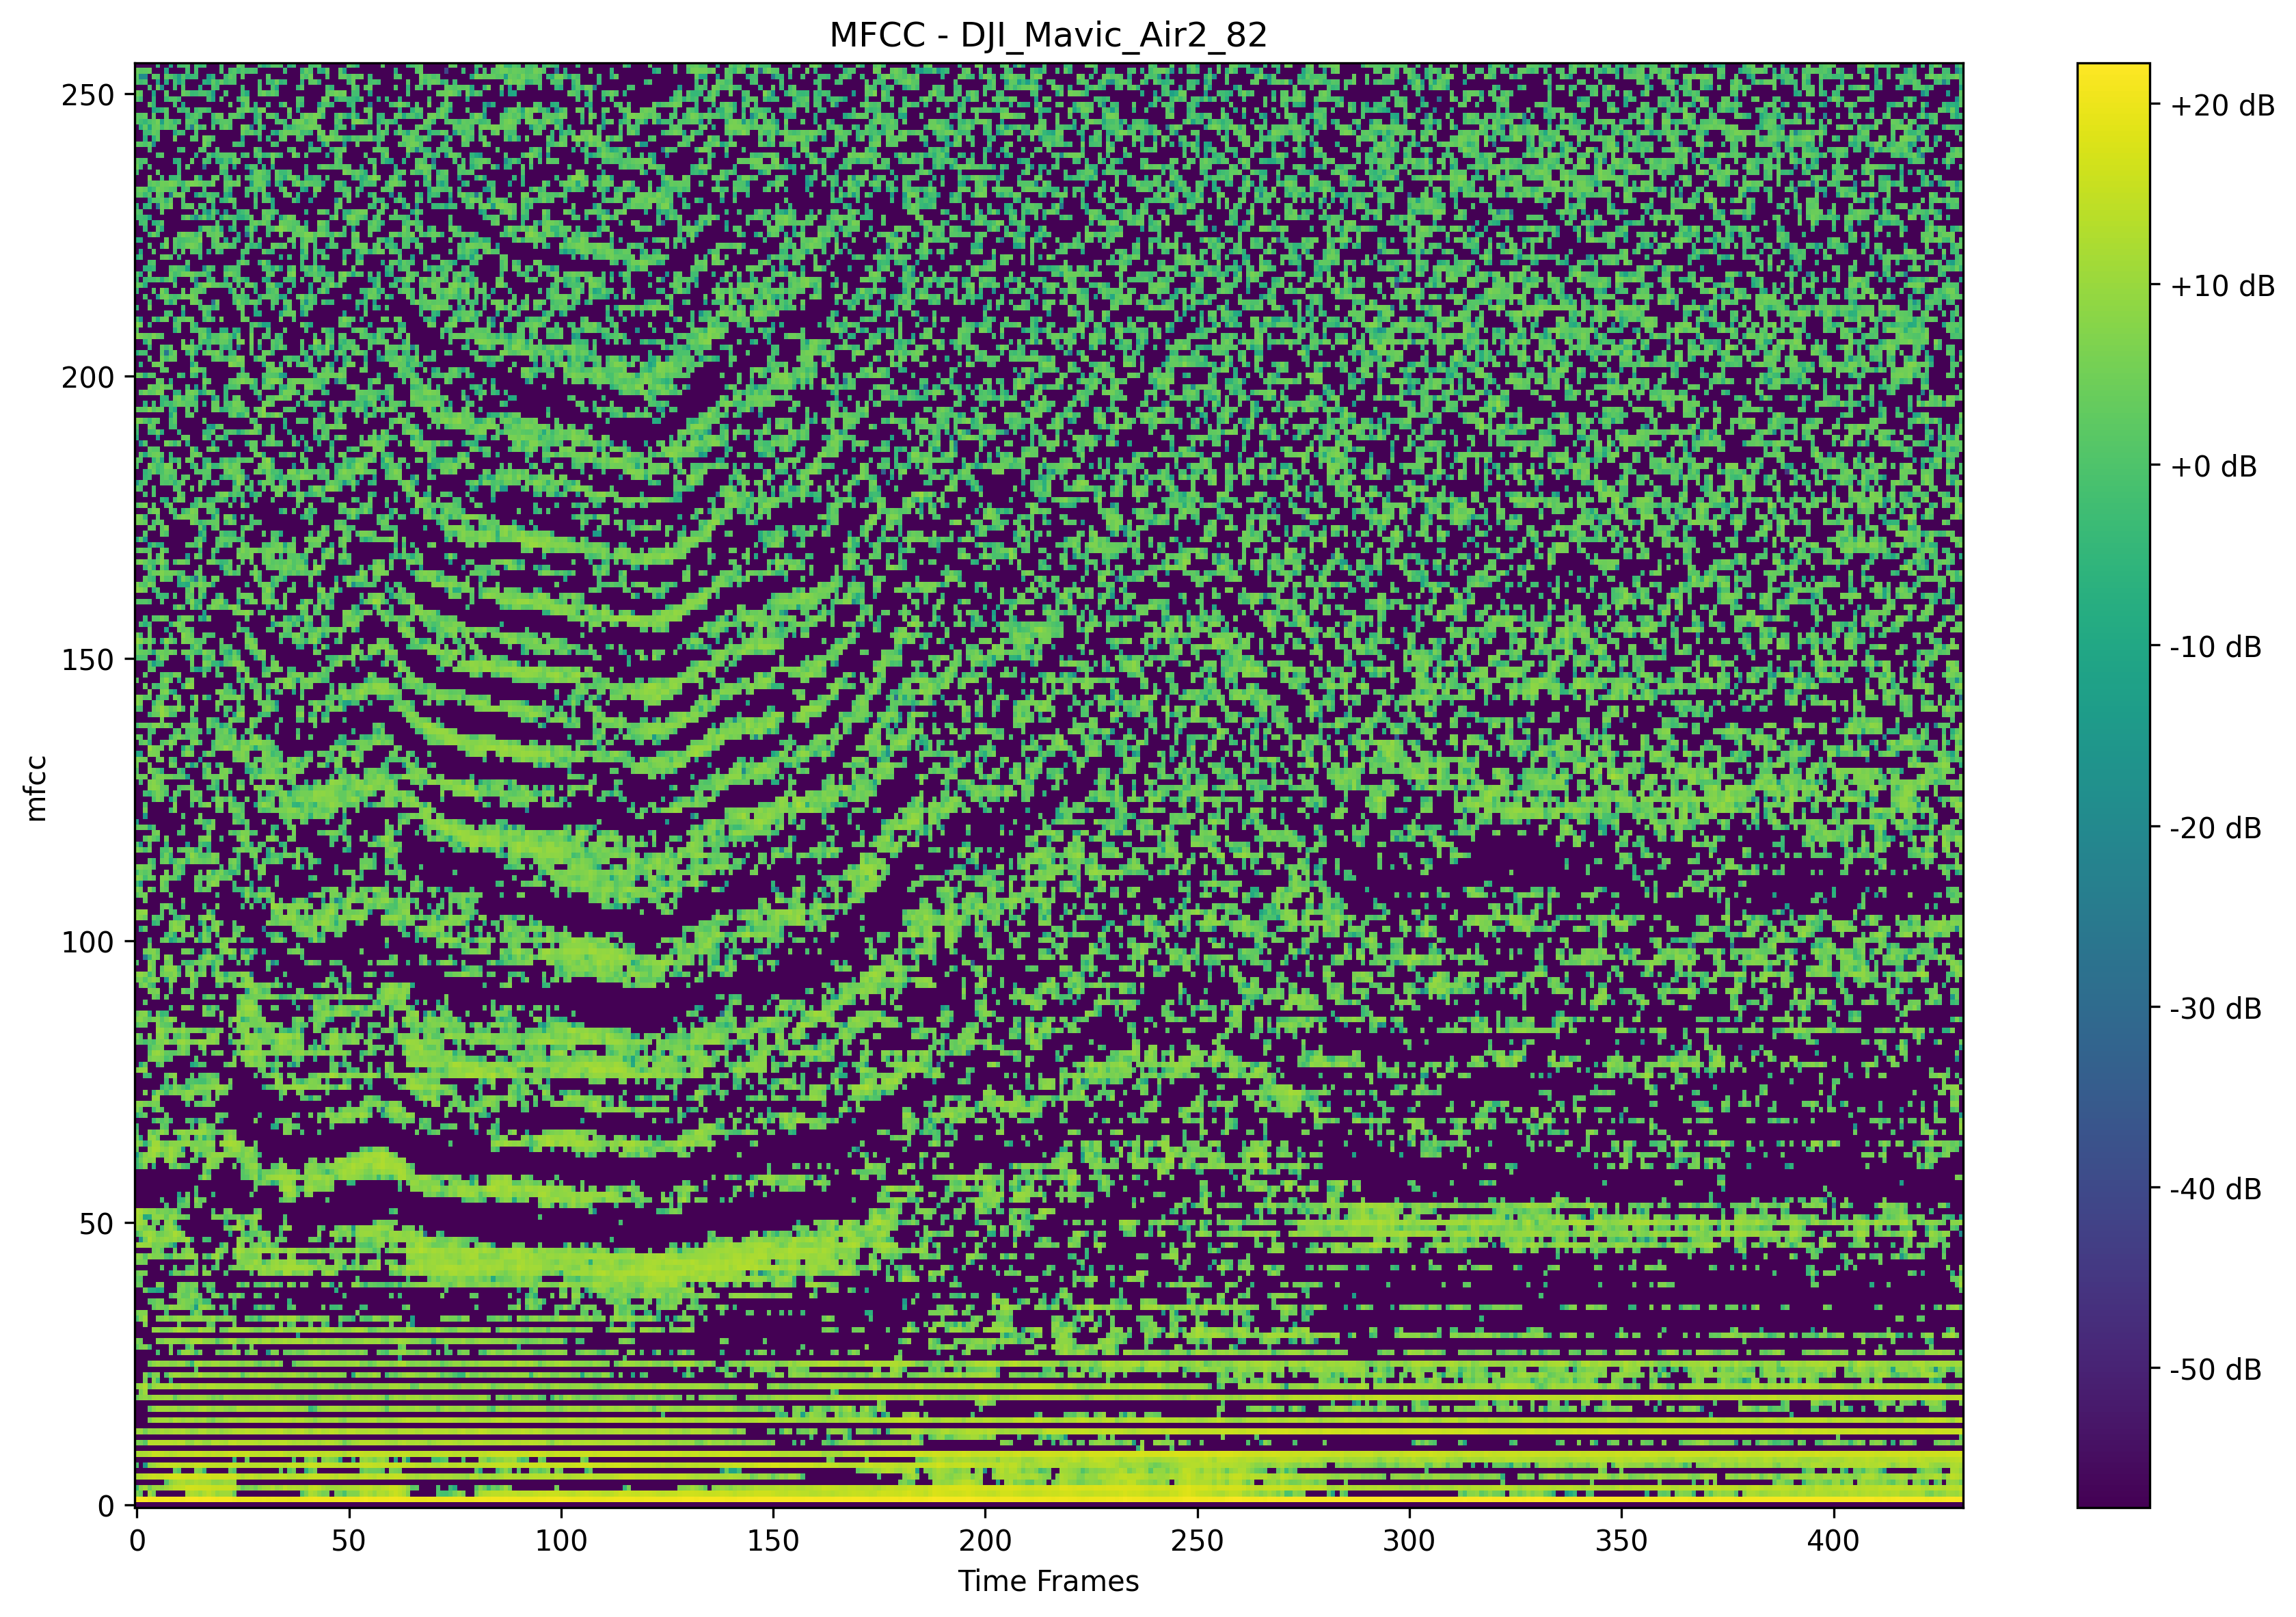 MFCC - DJI_Mavic_Air2_82
250
200
150
100
50
0
mfcc
0 50 100 150 200 250 300 350 400
Time Frames
+20 dB
+10 dB
+0 dB
-10 dB
-20 dB
-30 dB
-40 dB
-50 dB